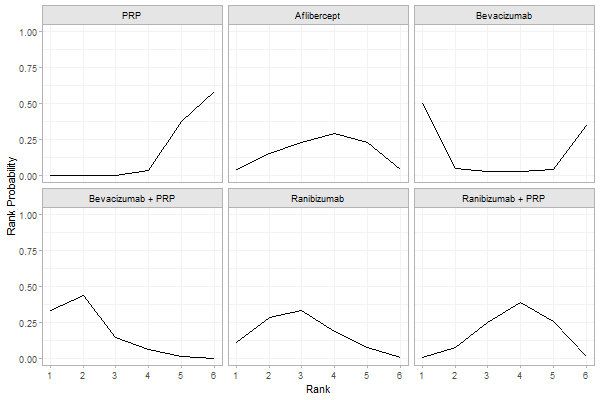 PRP Aflibercept Bevacizumab
1.00
0.75
0.50
0.25
0.00
Bevacizumab + PRP Ranibizumab Ranibizumab + PRP
1.00
0.75
0.50
0.25
0.00
1 2 3 4 5 6 1 2 3 4 5 6 1 2 3 4 5 6
Rank
Rank Probability